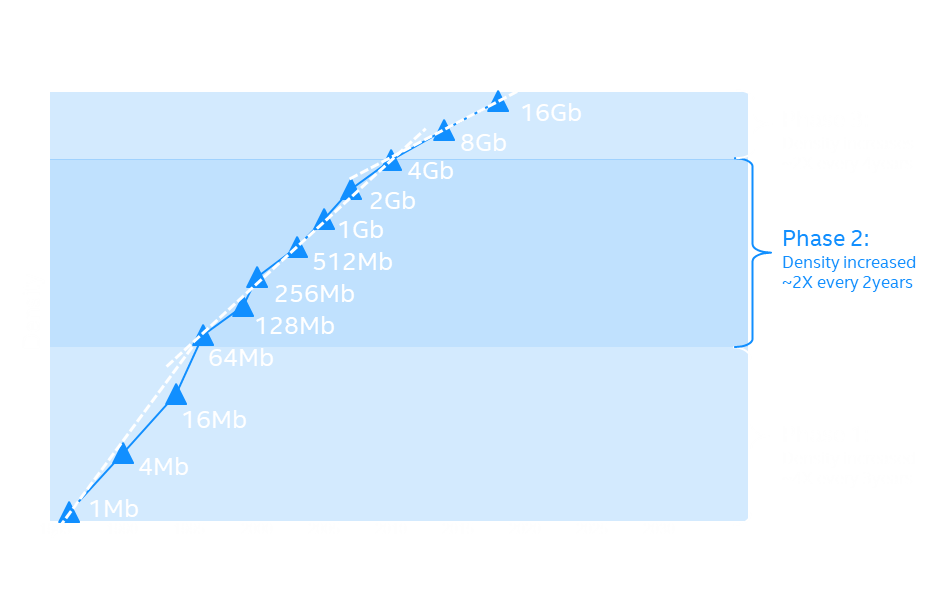 16Gb
8Gb
4Gb
2Gb
1Gb
512Mb
256Mb
128Mb
64Mb
16Mb
4Mb
1Mb
Phase 2:
Density increased
~2X every 2years